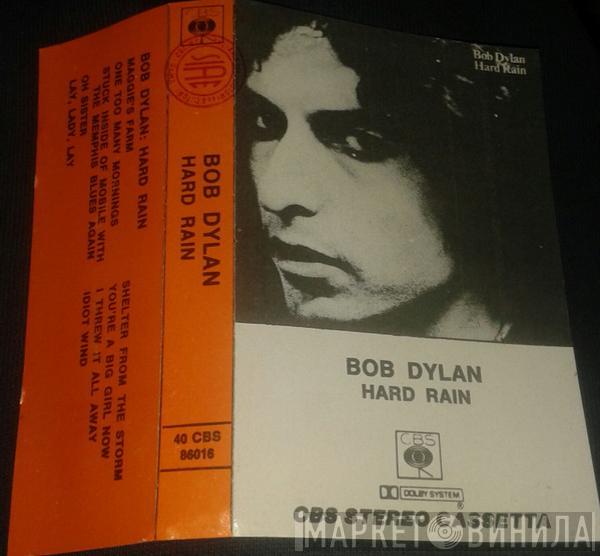 BOB DYLAN: HARD RAIN
MAGGIE'S FARM
ONE TOO MANY MORNINGS
STUCK INSIDE OF MOBILE WITH
THE MEMPHIS BLUES AGAIN
OH SISTER
LAY, LADY, LAY
SHELTER FROM THE STORM
YOU'RE A BIG GIRL NOW
I THREW IT ALL AWAY
IDIOT WIND
CBS
SIAE
BOB DYLAN
HARD RAIN
40 CBS
86016
Bob Dylan
Hard Rain
BOB DYLAN
HARD RAIN
CBS
DOLBY SYSTEM
®
CBS STEREO CASSETTA
МАРКЕТ ВИНИЛА